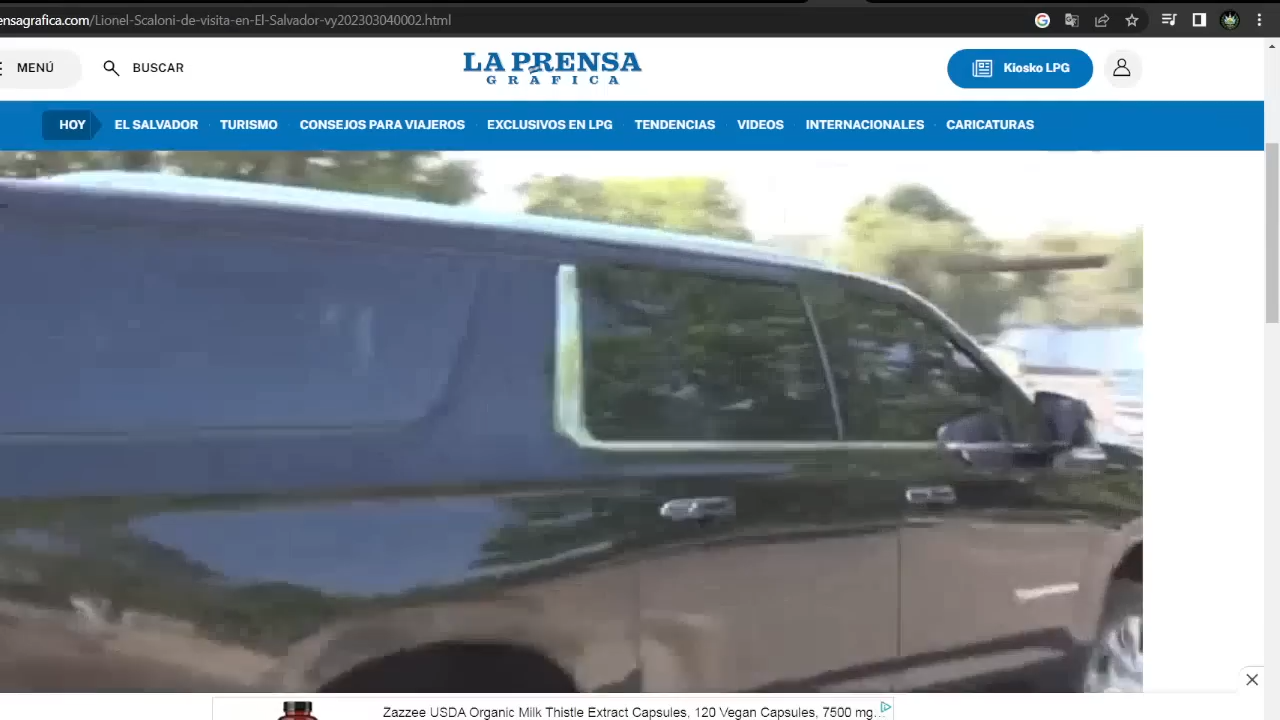 ensagrafica.com/Lionel-Scaloni-de-visita-en-El-Salvador-vy202303040002.html
MENÚ
BUSCAR
LA PRENSA
GRÁFICA
Kiosko LPG
HOY
EL SALVADOR
TURISMO
CONSEJOS PARA VIAJEROS
EXCLUSIVOS EN LPG
TENDENCIAS
VIDEOS
INTERNACIONALES
CARICATURAS
Zazzee USDA Organic Milk Thistle Extract Capsules, 120 Vegan Capsules, 7500 mg...